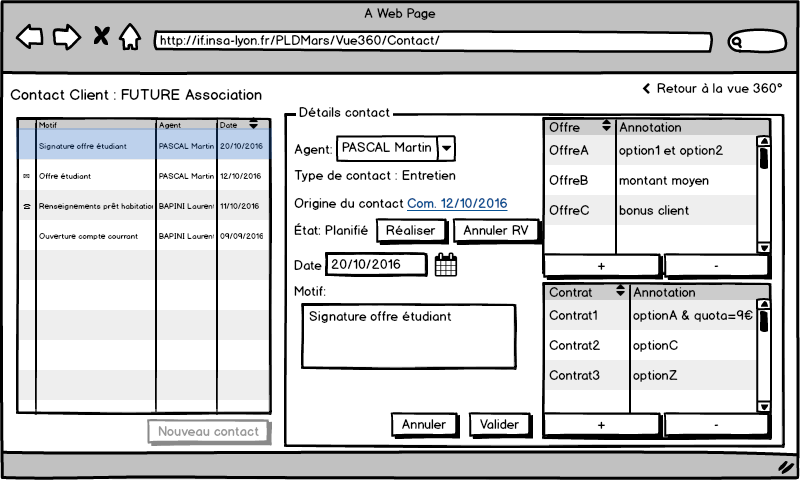 A Web Page
http://if.insa-lyon.fr/PLDMars/Vue360/Contact/
Retour à la vue 360°
Contact Client : FUTURE Association
Motif Agent Date
Signature offre étudiant PASCAL Martin 20/10/2016
Offre étudiant PASCAL Martin 12/10/2016
Renseignements prêt habitation BAPINI Laurent 11/10/2016
Ouverture compte courrant BAPINI Laurent 09/09/2016
Nouveau contact
Détails contact
Agent: PASCAL Martin
Type de contact : Entretien
Origine du contact Com. 12/10/2016
État: Planifié Réaliser Annuler RV
Date 20/10/2016
Motif:
Signature offre étudiant
Annuler Valider
Offre Annotation
OffreA option1 et option2
OffreB montant moyen
OffreC bonus client
+ -
Contrat Annotation
Contrat1 optionA & quota=9€
Contrat2 optionC
Contrat3 optionZ
+ -